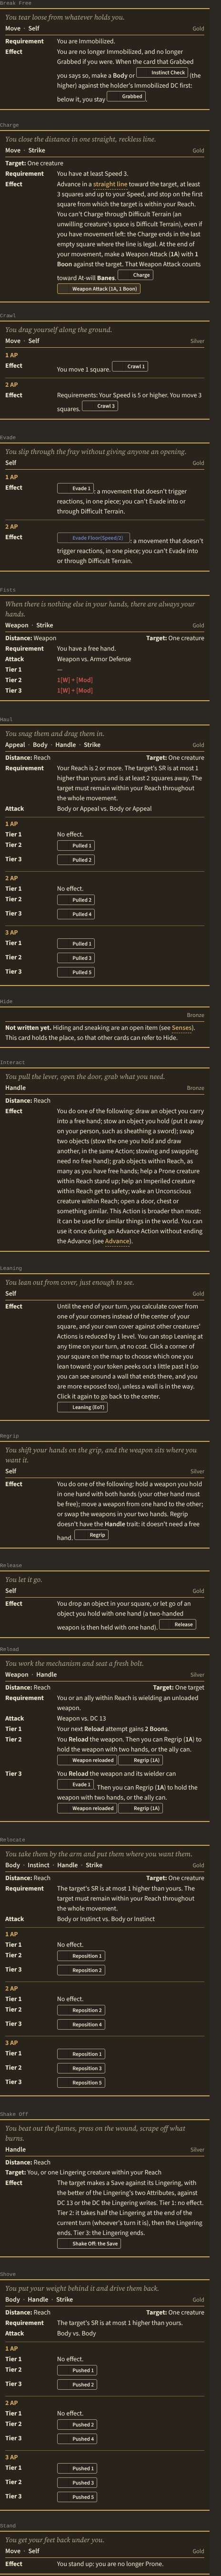 Break Free
You tear loose from whatever holds you.
Move · Self Gold
Requirement You are Immobilized.
Effect You are no longer Immobilized, and no longer
Grabbed if you were. When the card that Grabbed
you says so, make a Body or Instinct Check (the
higher) against the holder's Immobilized DC first:
below it, you stay Grabbed.
Charge
You close the distance in one straight, reckless line.
Move · Strike Gold
Target: One creature
Requirement You have at least Speed 3.
Effect Advance in a straight line toward the target, at least
3 squares and up to your Speed, and stop on the first
square from which the target is within your Reach.
You can't Charge through Difficult Terrain (an
unwilling creature's space is Difficult Terrain), even if
you have movement left: the Charge ends in the last
empty square where the line is legal. At the end of
your movement, make a Weapon Attack (1A) with 1
Boon against the target. That Weapon Attack counts
toward At-will Banes. Charge
Weapon Attack (1A, 1 Boon)
Crawl
You drag yourself along the ground.
Move · Self Silver
1 AP
Effect You move 1 square. Crawl 1
2 AP
Effect Requirements: Your Speed is 5 or higher. You move 3
squares. Crawl 3
Evade
You slip through the fray without giving anyone an opening.
Self Gold
1 AP
Effect Evade 1 : a movement that doesn't trigger
reactions, in one piece; you can't Evade into or
through Difficult Terrain.
2 AP
Effect Evade Floor(Speed/2) : a movement that doesn't
trigger reactions, in one piece; you can't Evade into
or through Difficult Terrain.
Fists
When there is nothing else in your hands, there are always your
hands.
Weapon · Strike Gold
Distance: Weapon Target: One creature
Requirement You have a free hand.
Attack Weapon vs. Armor Defense
Tier 1 —
Tier 2 1[W] + [Mod]
Tier 3 1[W] + [Mod]
Haul
You snag them and drag them in.
Appeal · Body · Handle · Strike Gold
Distance: Reach Target: One creature
Requirement Your Reach is 2 or more. The target's SR is at most 1
higher than yours and is at least 2 squares away. The
target must remain within your Reach throughout
the whole movement.
Attack Body or Appeal vs. Body or Appeal
1 AP
Tier 1 No effect.
Tier 2 Pulled 1
Tier 3 Pulled 2
2 AP
Tier 1 No effect.
Tier 2 Pulled 2
Tier 3 Pulled 4
3 AP
Tier 1 Pulled 1
Tier 2 Pulled 3
Tier 3 Pulled 5
Hide
Bronze
Not written yet. Hiding and sneaking are an open item (see Senses).
This card holds the place, so that other cards can refer to Hide.
Interact
You pull the lever, open the door, grab what you need.
Handle Bronze
Distance: Reach
Effect You do one of the following: draw an object you carry
into a free hand; stow an object you hold (put it away
on your person, such as sheathing a sword); swap
two objects (stow the one you hold and draw
another, in the same Action; stowing and swapping
need no free hand); grab objects within Reach, as
many as you have free hands; help a Prone creature
within Reach stand up; help an Imperiled creature
within Reach get to safety; wake an Unconscious
creature within Reach; open a door, chest or
something similar. This Action is broader than most:
it can be used for similar things in the world. You can
use it once during an Advance Action without ending
the Advance (see Advance).
Leaning
You lean out from cover, just enough to see.
Self Gold
Effect Until the end of your turn, you calculate cover from
one of your corners instead of the center of your
square, and your own cover against other creatures'
Actions is reduced by 1 level. You can stop Leaning at
any time on your turn, at no cost. Click a corner of
your square on the map to choose which one you
lean toward: your token peeks out a little past it (so
you can see around a wall that ends there, and you
are more exposed too), unless a wall is in the way.
Click it again to go back to the center.
Leaning (EoT)
Regrip
You shift your hands on the grip, and the weapon sits where you
want it.
Self Silver
Effect You do one of the following: hold a weapon you hold
in one hand with both hands (your other hand must
be free); move a weapon from one hand to the other;
or swap the weapons in your two hands. Regrip
doesn't have the Handle trait: it doesn't need a free
hand. Regrip
Release
You let it go.
Self Gold
Effect You drop an object in your square, or let go of an
object you hold with one hand (a two-handed
weapon is then held with one hand). Release
Reload
You work the mechanism and seat a fresh bolt.
Weapon · Handle Gold
Distance: Reach Target: One target
Requirement You or an ally within Reach is wielding an unloaded
weapon.
Attack Weapon vs. DC 13
Tier 1 Your next Reload attempt gains 2 Boons.
Tier 2 You Reload the weapon. Then you can Regrip (1A) to
hold the weapon with two hands, or the ally can.
Weapon reloaded Regrip (1A)
Tier 3 You Reload the weapon and its wielder can
Evade 1 . Then you can Regrip (1A) to hold the
weapon with two hands, or the ally can.
Weapon reloaded Regrip (1A)
Relocate
You take them by the arm and put them where you want them.
Body · Instinct · Handle · Strike Gold
Distance: Reach Target: One creature
Requirement The target's SR is at most 1 higher than yours. The
target must remain within your Reach throughout
the whole movement.
Attack Body or Instinct vs. Body or Instinct
1 AP
Tier 1 No effect.
Tier 2 Reposition 1
Tier 3 Reposition 2
2 AP
Tier 1 No effect.
Tier 2 Reposition 2
Tier 3 Reposition 4
3 AP
Tier 1 Reposition 1
Tier 2 Reposition 3
Tier 3 Reposition 5
Shake Off
You beat out the flames, press on the wound, scrape off what
burns.
Handle Silver
Distance: Reach
Target: You, or one Lingering creature within your Reach
Effect The target makes a Save against its Lingering, with
the better of the Lingering's two Attributes, against
DC 13 or the DC the Lingering writes. Tier 1: no effect.
Tier 2: it takes half the Lingering at the end of the
current turn (whoever's turn it is), then the Lingering
ends. Tier 3: the Lingering ends.
Shake Off: the Save
Shove
You put your weight behind it and drive them back.
Body · Handle · Strike Gold
Distance: Reach Target: One creature
Requirement The target's SR is at most 1 higher than yours.
Attack Body vs. Body
1 AP
Tier 1 No effect.
Tier 2 Pushed 1
Tier 3 Pushed 2
2 AP
Tier 1 No effect.
Tier 2 Pushed 2
Tier 3 Pushed 4
3 AP
Tier 1 Pushed 1
Tier 2 Pushed 3
Tier 3 Pushed 5
Stand
You get your feet back under you.
Move · Self Gold
Effect You stand up: you are no longer Prone.